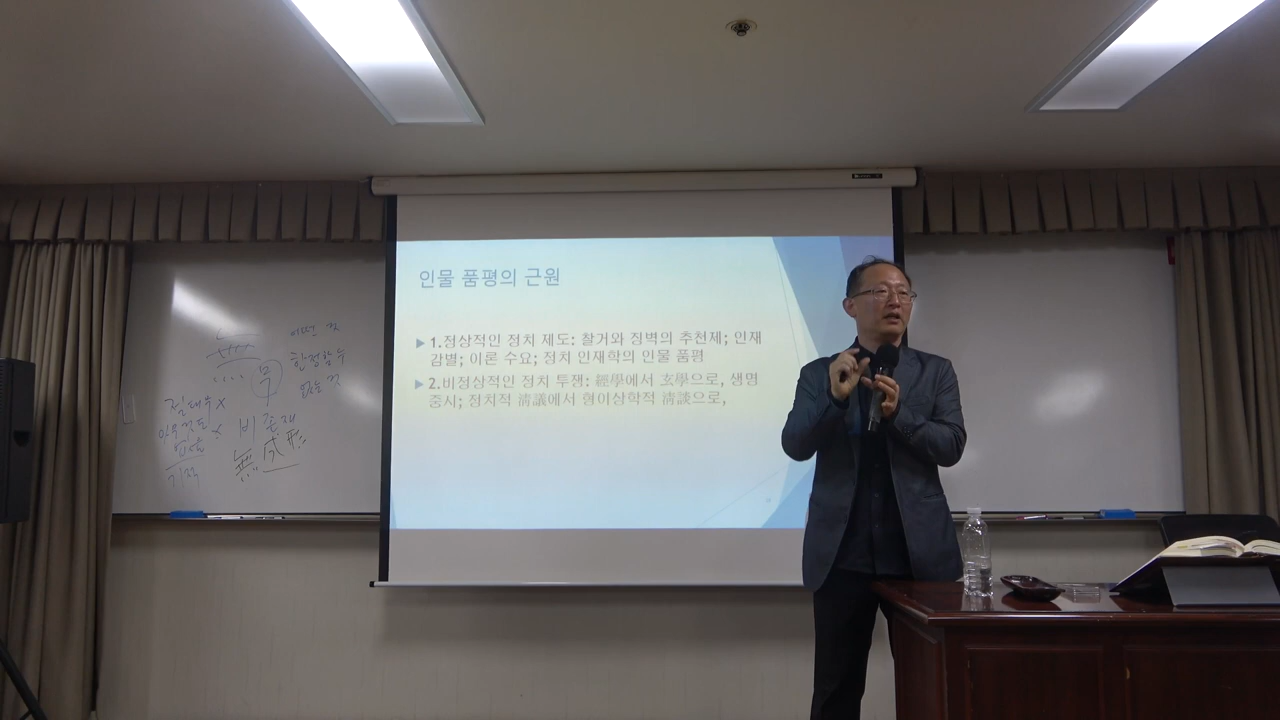 인물 품평의 근원
1.정상적인 정치 제도: 찰거와 징벽의 추천제; 인재
감별; 이론 수요; 정치 인재학의 인물 품평
2.비정상적인 정치 투쟁: 經學에서 玄學으로, 생명
중시; 정치적 淸議에서 형이상학적 淸談으로,
어떤 것
한정할 수
없는 것
무
비존재
無 成 形